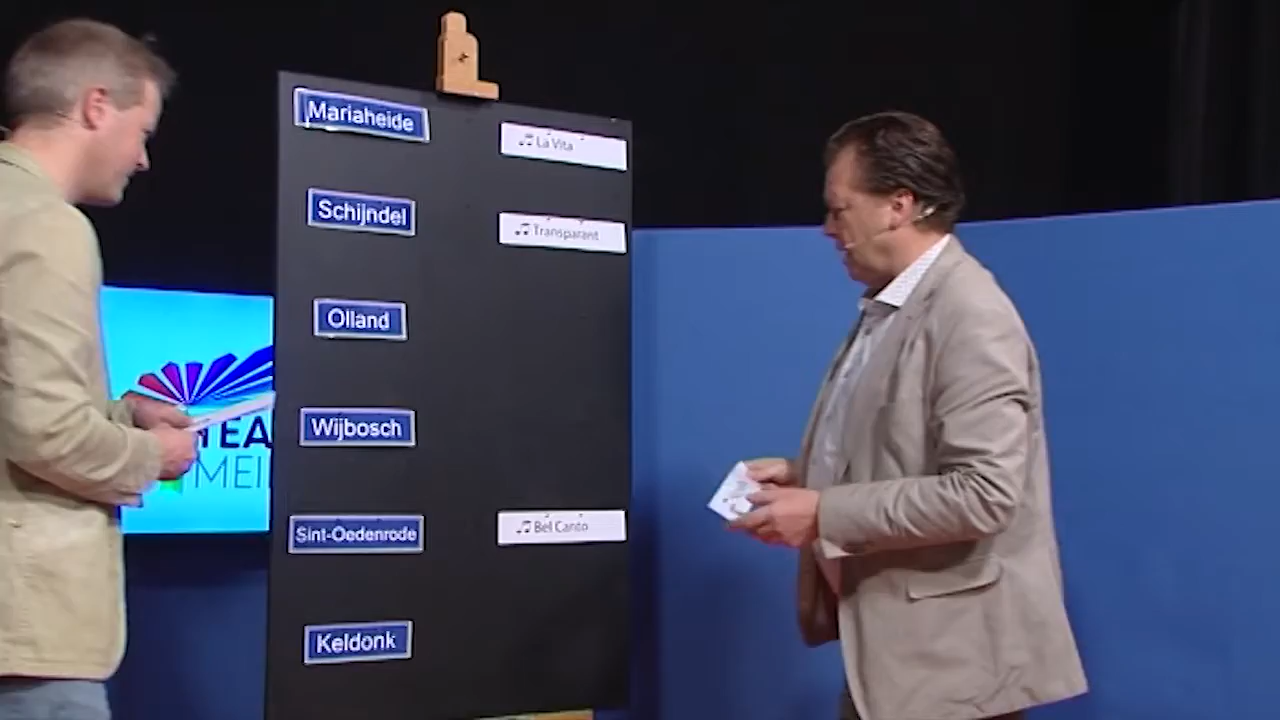 Mariaheide
♫ La Vita
Schijndel
♫ Transparant
Olland
Wijbosch
Sint-Oedenrode
♫ Bel Canto
Keldonk
MEI